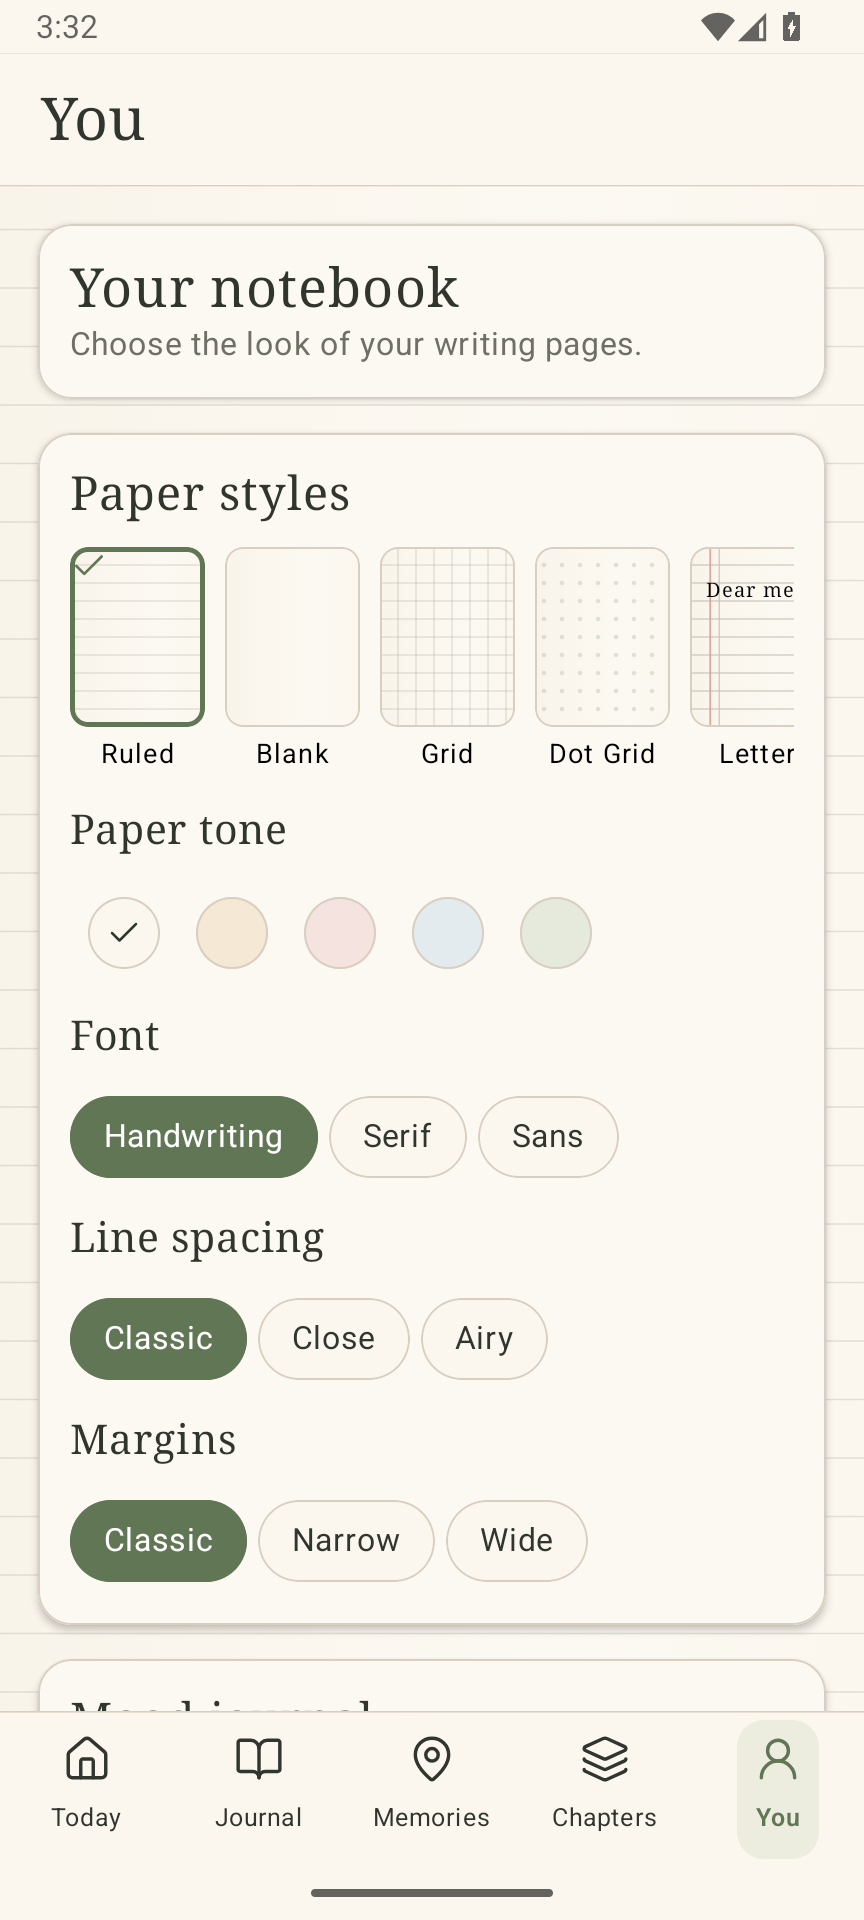 3:32
You
Your notebook
Choose the look of your writing pages.
Paper styles
Dear me
Ruled Blank Grid Dot Grid Letter
Paper tone
Font
Handwriting Serif Sans
Line spacing
Classic Close Airy
Margins
Classic Narrow Wide
Mood journal
Today Journal Memories Chapters You